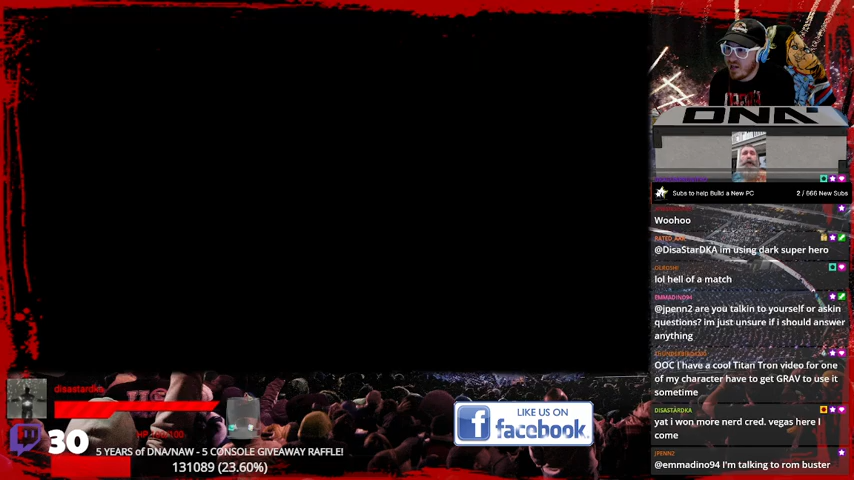 DNA
Subs to help Build a New PC
2 / 666 New Subs
Woohoo
@DisaStarDKA im using dark super hero
lol hell of a match
EMMADINO94
@jpenn2 are you talkin to yourself or askin
questions? im just unsure if i should answer
anything
OOC I have a cool Titan Tron video for one
of my character have to get GRAV to use it
sometime
DISASTARDKA
yat i won more nerd cred. vegas here I
come
JPENN2
@emmadino94 I'm talking to rom buster
disastardka
LIKE US ON
facebook
30
5 YEARS of DNA/NAW - 5 CONSOLE GIVEAWAY RAFFLE!
131089 (23.60%)